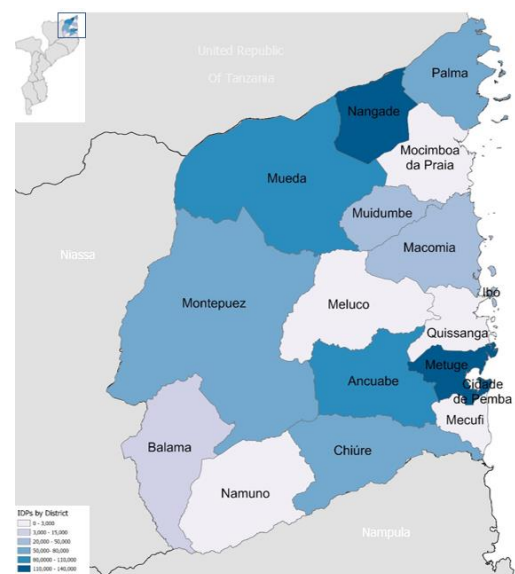 United Republic
Of Tanzania
Palma
Nangade
Mocimboa
da Praia
Mueda
Muidumbe
Macomia
Niassa
Ibo
Montepuez
Meluco
Quissanga
Metuge
Ancuabe
Cidade
de Pemba
Mecufi
Balama
Chiúre
Namuno
Nampula
IDPs by District
0 - 3,000
3,000 - 15,000
20,000 - 50,000
50,000 - 80,000
80,0000 - 110,000
110,000 - 140,000